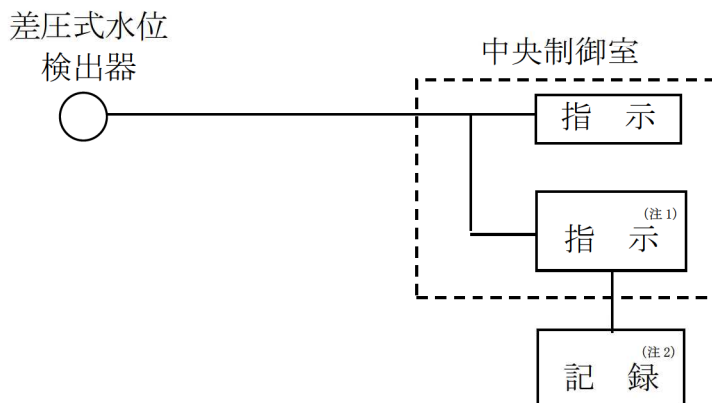 差圧式水位
検出器
中央制御室
指 示
(注1)
指 示
(注2)
記 録